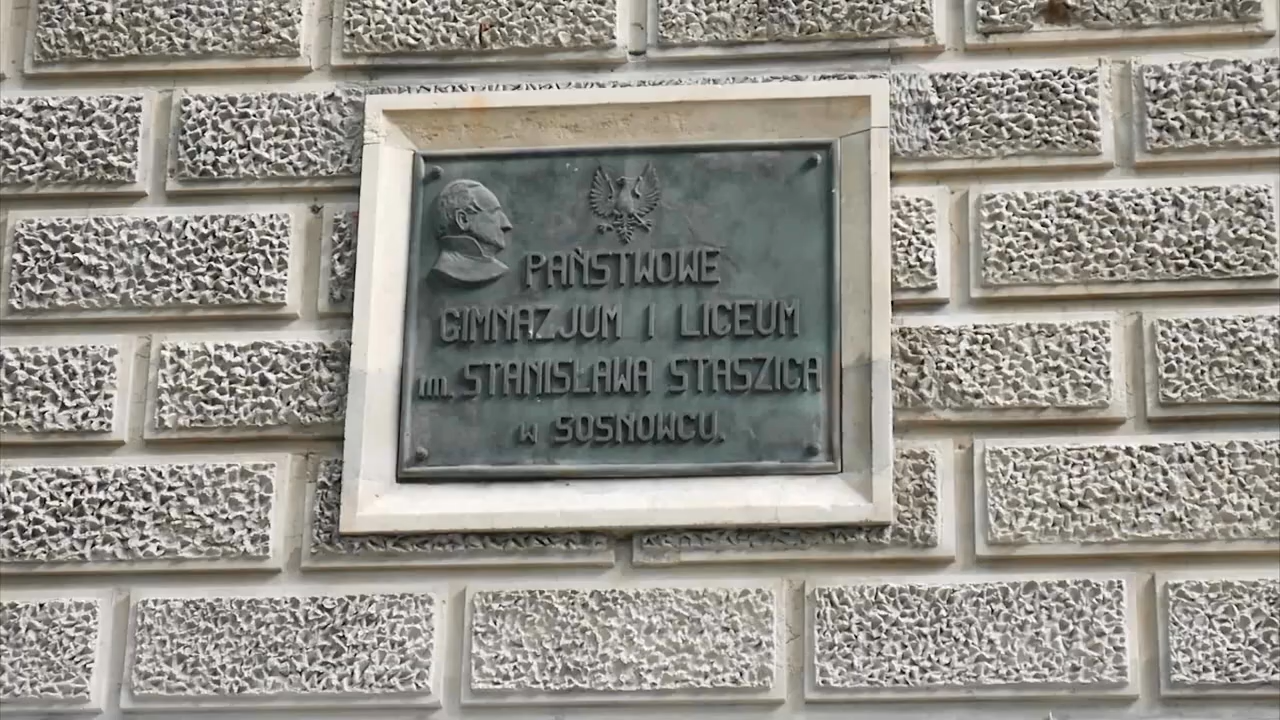 PAŃSTWOWE
GIMNAZJUM I LICEUM
im. STANISŁAWA STASZICA
w SOSNOWCU.